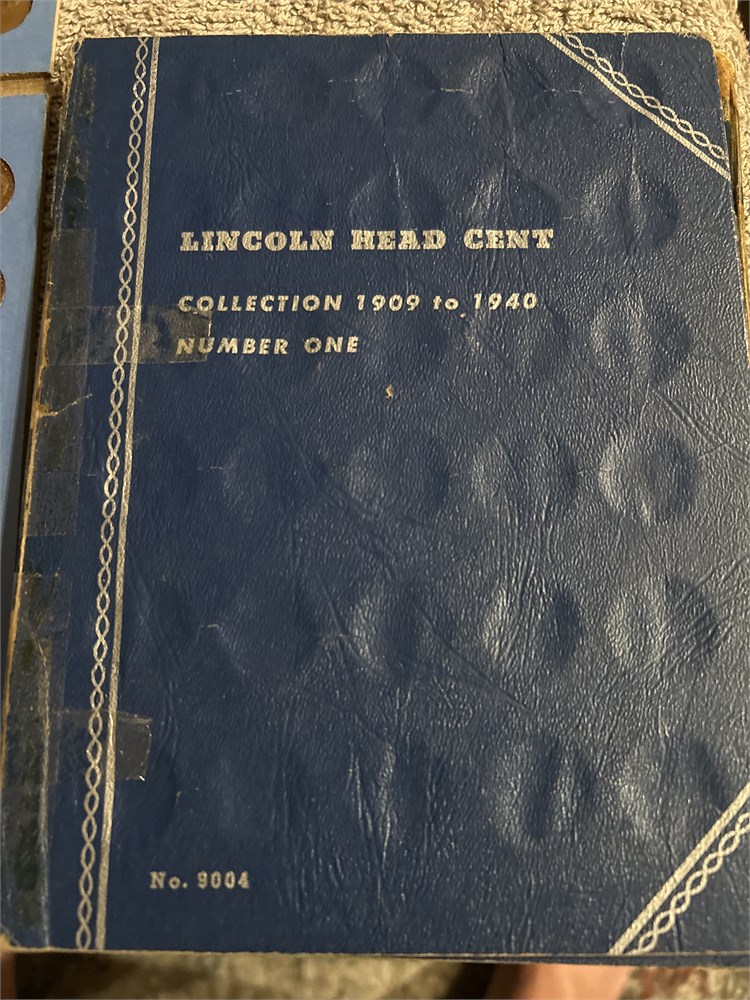 LINCOLN HEAD CENT
COLLECTION 1909 to 1940
NUMBER ONE
No. 9004